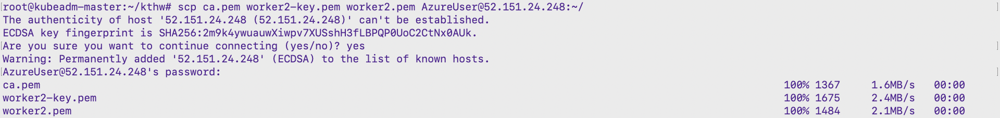 root@kubeadm-master:~/kthw# scp ca.pem worker2-key.pem worker2.pem AzureUser@52.151.24.248:~/
The authenticity of host '52.151.24.248 (52.151.24.248)' can't be established.
ECDSA key fingerprint is SHA256:2m9k4ywuauwXiwpv7XUSshH3fLBPQP0UoC2CtNx0AUk.
Are you sure you want to continue connecting (yes/no)? yes
Warning: Permanently added '52.151.24.248' (ECDSA) to the list of known hosts.
AzureUser@52.151.24.248's password:
ca.pem 100% 1367 1.6MB/s 00:00
worker2-key.pem 100% 1675 2.4MB/s 00:00
worker2.pem 100% 1484 2.1MB/s 00:00